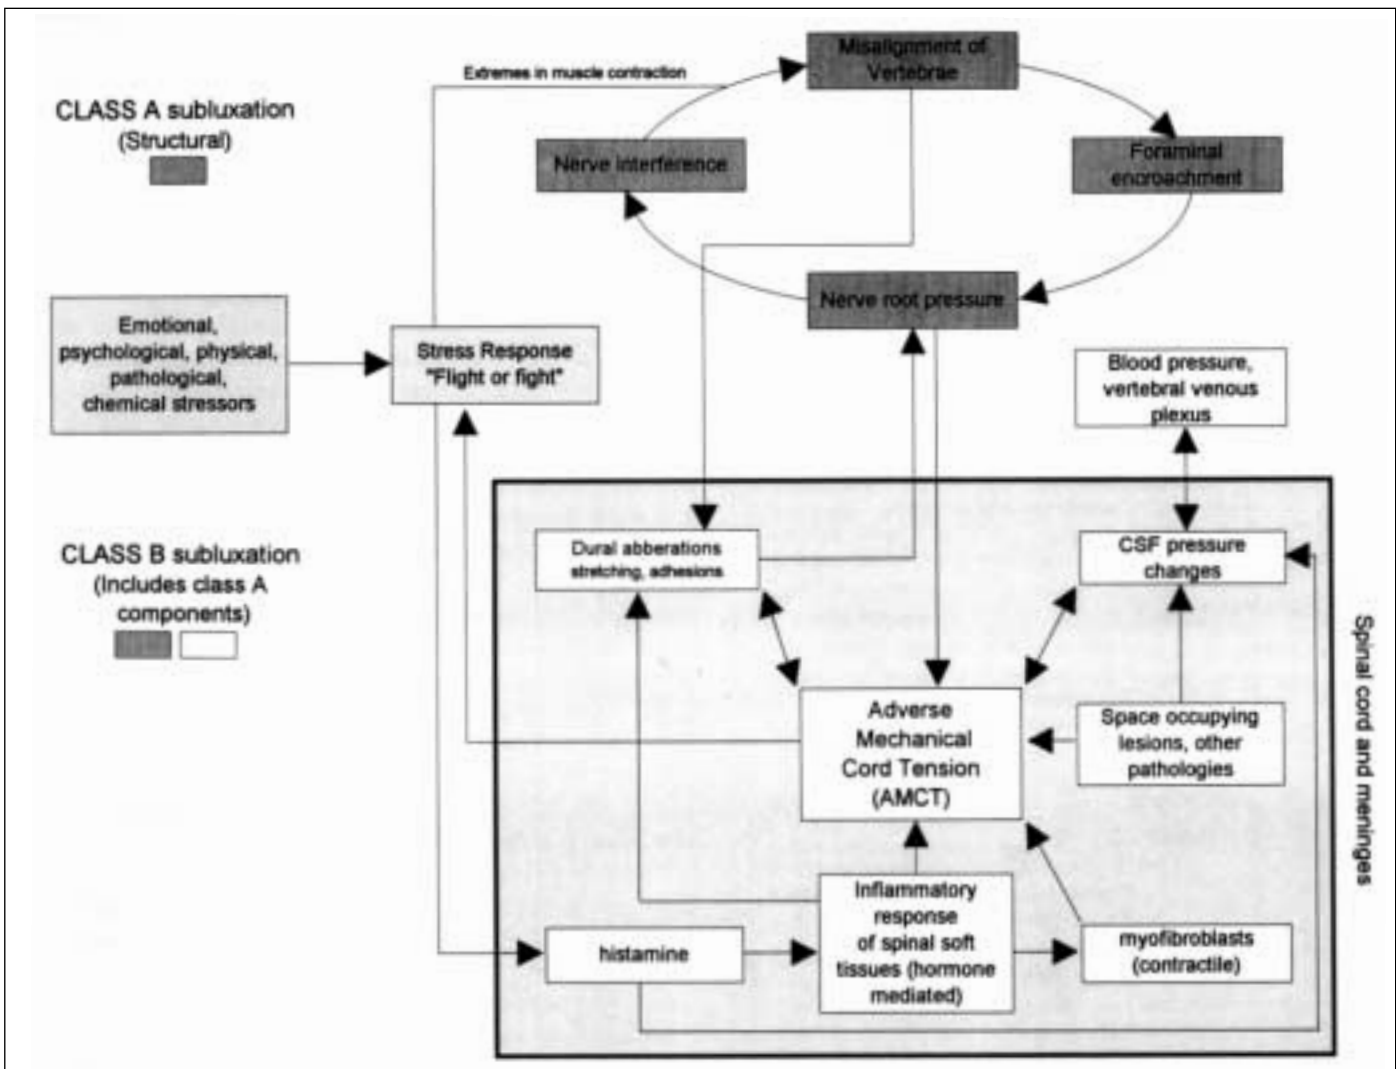 Misalignment of
Vertebrae
Extremes in muscle contraction
CLASS A subluxation
(Structural)
Nerve interference
Foraminal
encroachment
Nerve root pressure
Emotional,
psychological, physical,
pathological,
chemical stressors
Stress Response
"Flight or fight"
Blood pressure,
vertebral venous
plexus
CLASS B subluxation
(Includes class A
components)
Dural abberations
stretching, adhesions
CSF pressure
changes
Spinal cord and meninges
Adverse
Mechanical
Cord Tension
(AMCT)
Space occupying
lesions, other
pathologies
Inflammatory
response
of spinal soft
tissues (hormone
mediated)
histamine
myofibroblasts
(contractile)